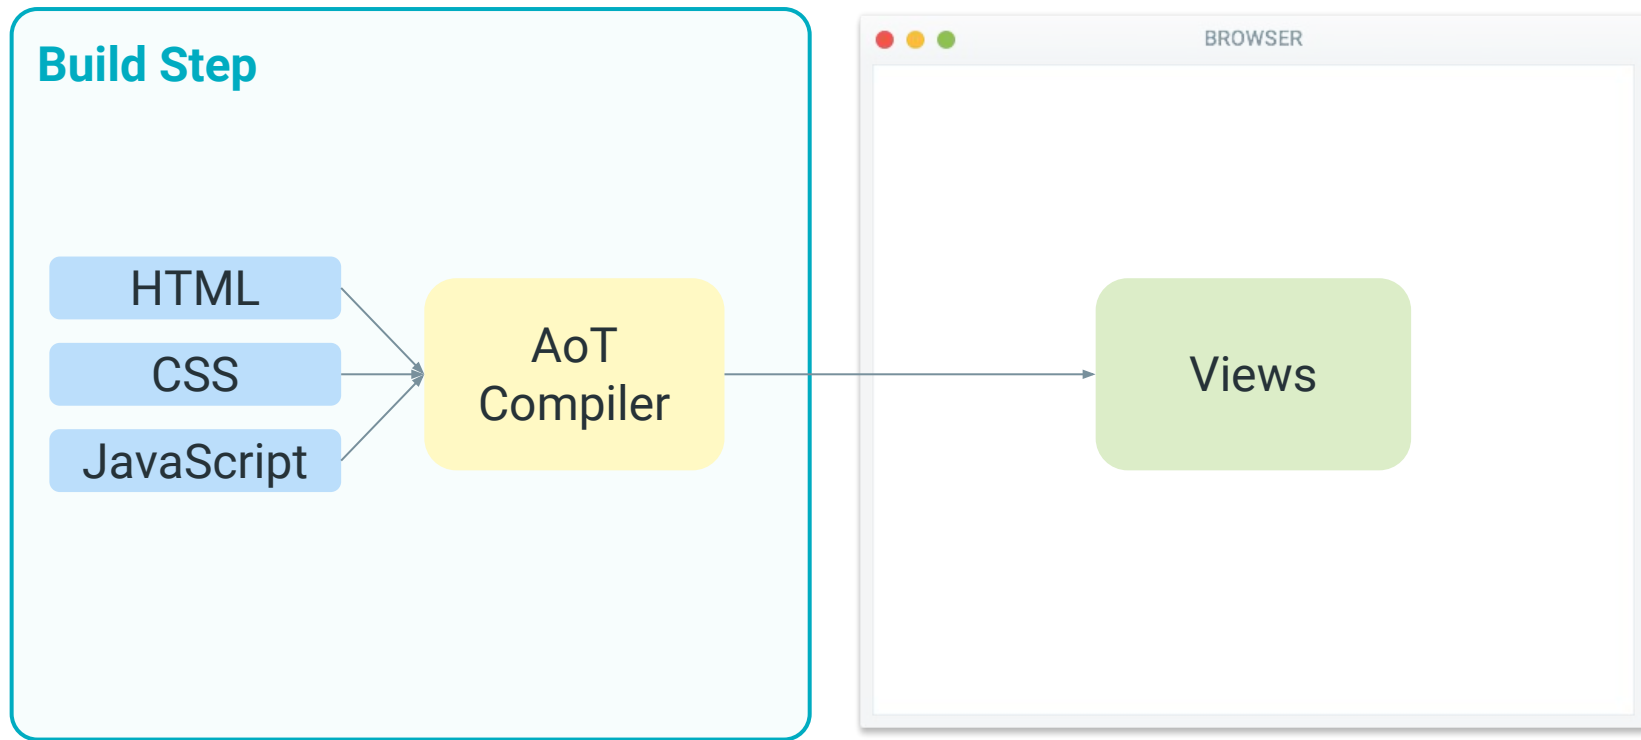 Build Step
BROWSER
HTML
CSS
JavaScript
AoT
Compiler
Views